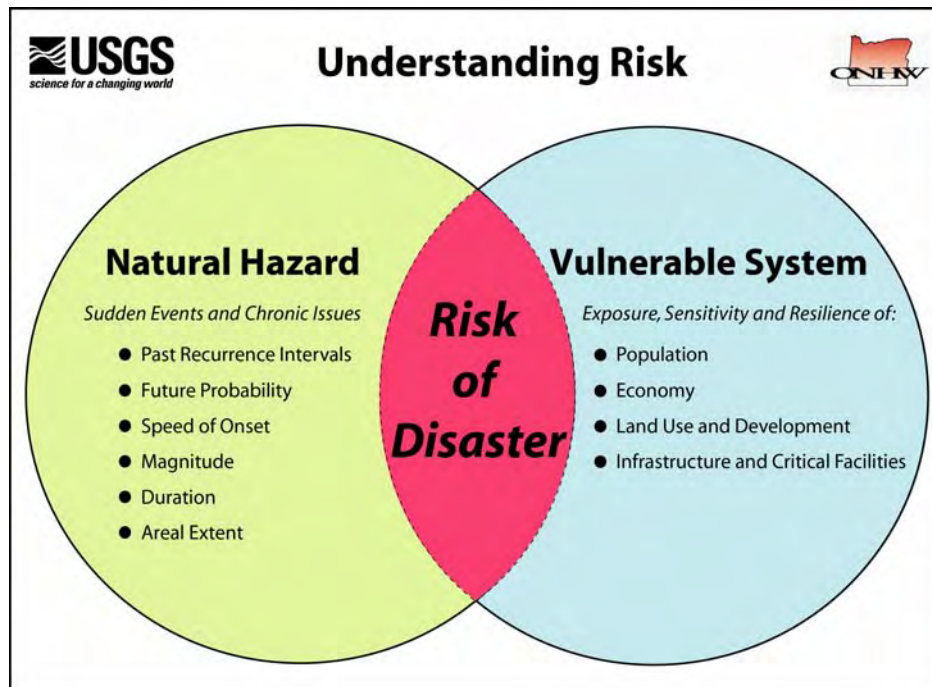 USGS
science for a changing world
Understanding Risk
ONHW
Natural Hazard
Sudden Events and Chronic Issues
● Past Recurrence Intervals
● Future Probability
● Speed of Onset
● Magnitude
● Duration
● Areal Extent
Risk
of
Disaster
Vulnerable System
Exposure, Sensitivity and Resilience of:
● Population
● Economy
● Land Use and Development
● Infrastructure and Critical Facilities